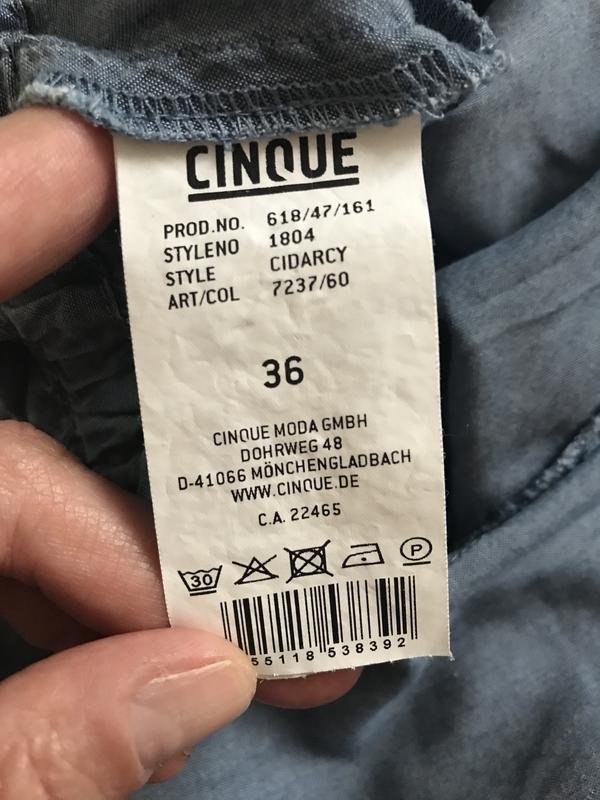 CINQUE
PROD.NO. 618/47/161
STYLENO 1804
STYLE CIDARCY
ART/COL 7237/60
36
CINQUE MODA GMBH
DOHRWEG 48
D-41066 MÖNCHENGLADBACH
WWW.CINQUE.DE
C.A. 22465
30 P
55118 538392